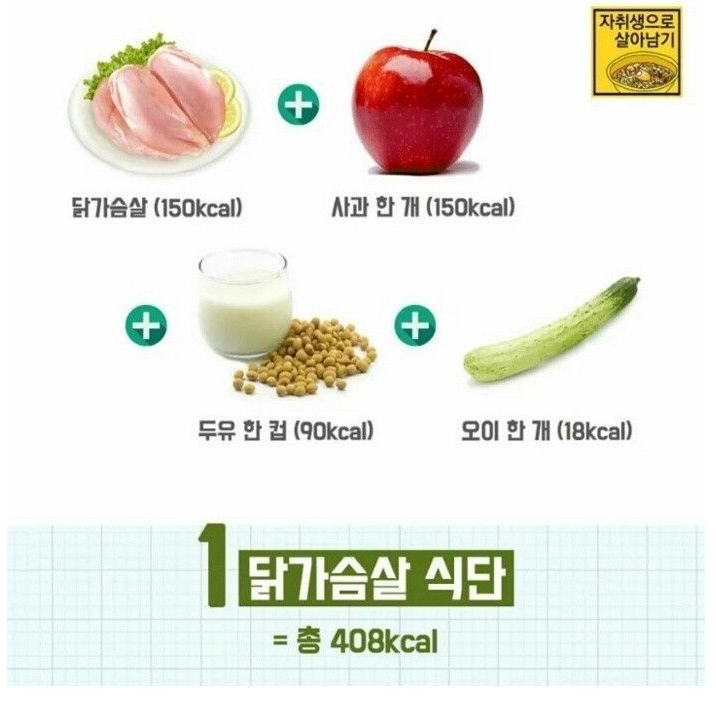 자취생으로
살아남기
닭가슴살 (150kcal)
사과 한 개 (150kcal)
두유 한 컵 (90kcal)
오이 한 개 (18kcal)
1 닭가슴살 식단
= 총 408kcal